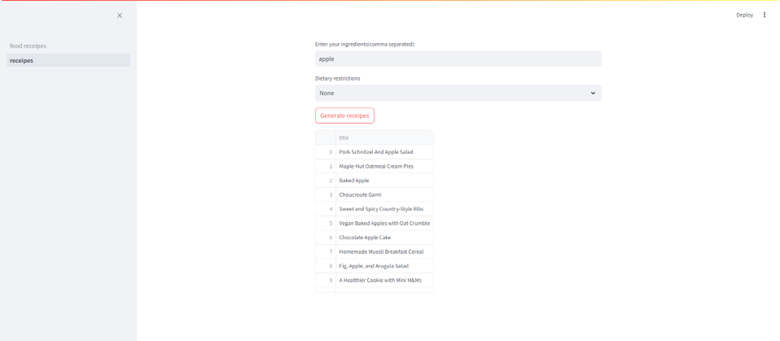 Deploy
food receipes
receipes
Enter your ingredients(comma separated):
apple
Dietary restrictions
None
Generate receipes
title
0 Pork Schnitzel And Apple Salad
1 Maple-Nut Oatmeal Cream Pies
2 Baked Apple
3 Choucroute Garni
4 Sweet and Spicy Country-Style Ribs
5 Vegan Baked Apples with Oat Crumble
6 Chocolate Apple Cake
7 Homemade Muesli Breakfast Cereal
8 Fig, Apple, and Arugula Salad
9 A Healthier Cookie with Mini M&Ms